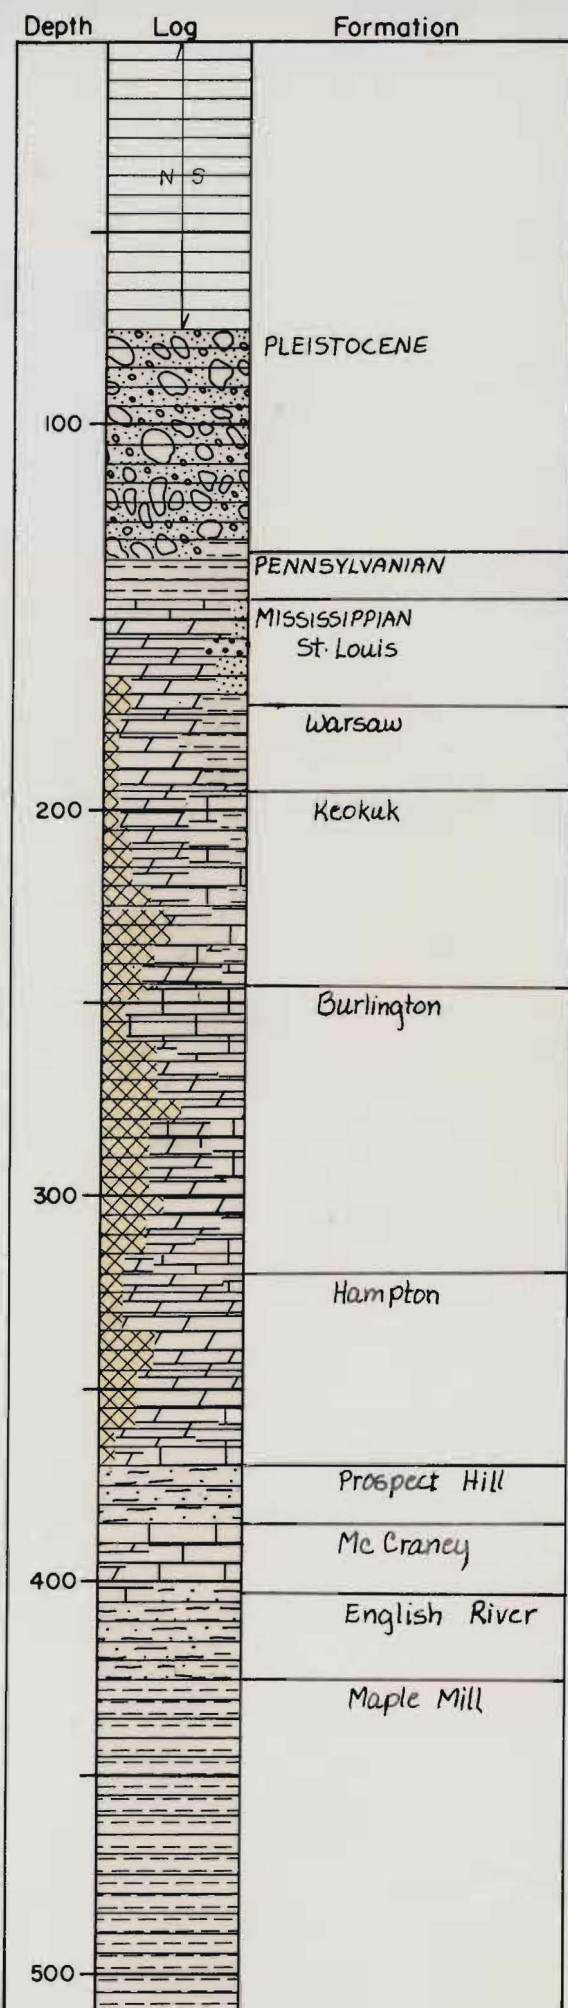 Depth Log Formation
N S
PLEISTOCENE
100
PENNSYLVANIAN
MISSISSIPPIAN
St. Louis
Warsaw
200
Keokuk
Burlington
300
Hampton
Prospect Hill
Mc Craney
400
English River
Maple Mill
500